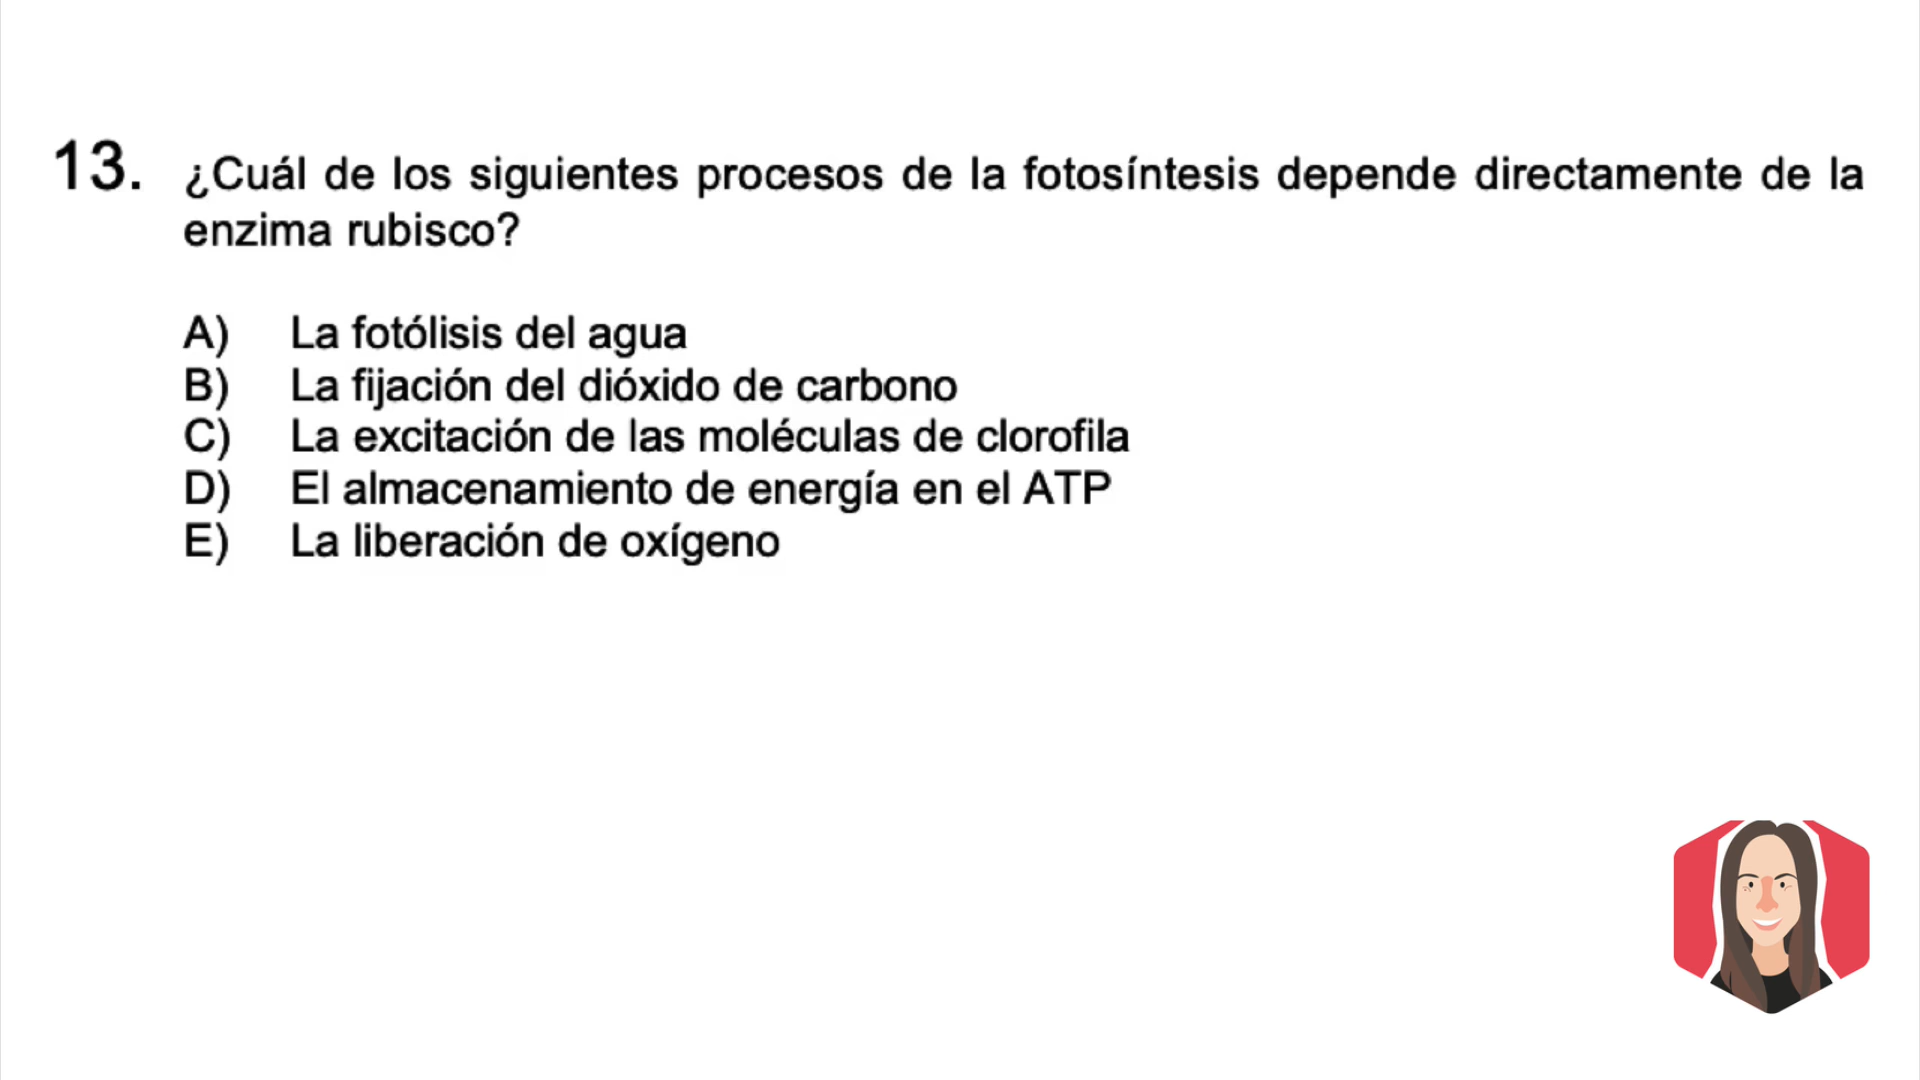 13. ¿Cuál de los siguientes procesos de la fotosíntesis depende directamente de la
enzima rubisco?
A) La fotólisis del agua
B) La fijación del dióxido de carbono
C) La excitación de las moléculas de clorofila
D) El almacenamiento de energía en el ATP
E) La liberación de oxígeno